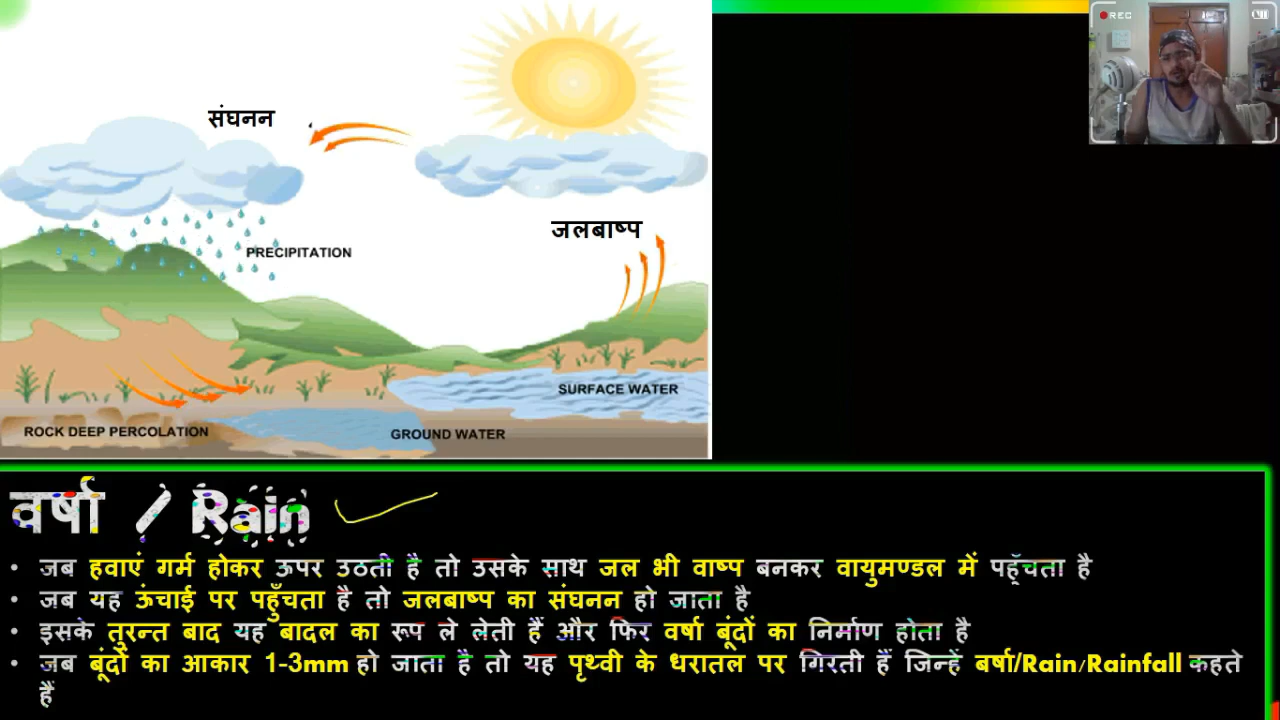 REC
संघनन
जलबाष्प
PRECIPITATION
SURFACE WATER
ROCK DEEP PERCOLATION
GROUND WATER
वर्षा / Rain
• जब हवाएं गर्म होकर ऊपर उठती है तो उसके साथ जल भी वाष्प बनकर वायुमण्डल में पहुँचता है
• जब यह ऊंचाई पर पहुँचता है तो जलबाष्प का संघनन हो जाता है
• इसके तुरन्त बाद यह बादल का रूप ले लेती हैं और फिर वर्षा बूंदों का निर्माण होता है
• जब बूंदों का आकार 1-3mm हो जाता है तो यह पृथ्वी के धरातल पर गिरती हैं जिन्हें बर्षा/Rain/Rainfall कहते
हैं